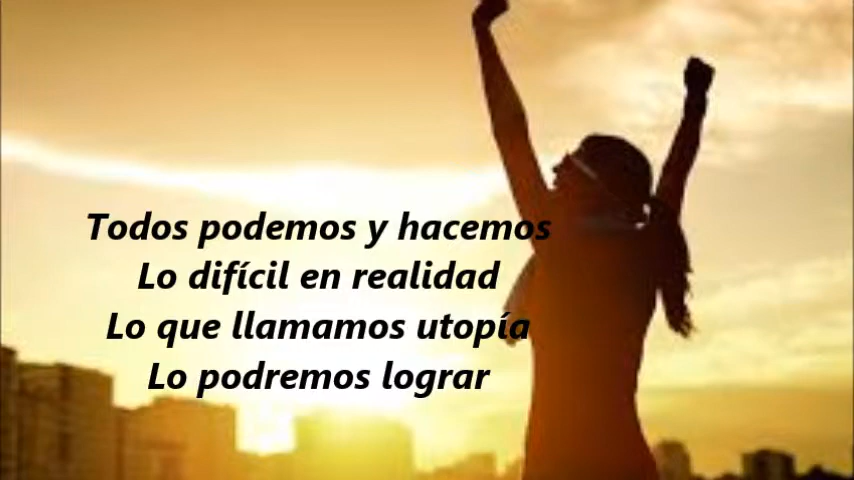 Todos podemos y hacemos
Lo difícil en realidad
Lo que llamamos utopía
Lo podremos lograr